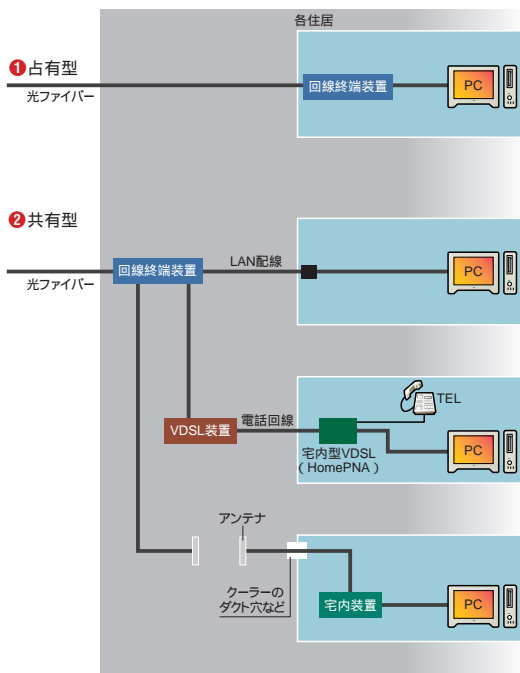 各住居
❶占有型
光ファイバー
回線終端装置
PC
❷共有型
光ファイバー
回線終端装置
LAN配線
PC
VDSL装置
電話回線
TEL
宅内型VDSL
（HomePNA）
PC
アンテナ
クーラーの
ダクト穴など
宅内装置
PC